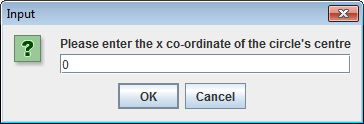 Input
Please enter the x co-ordinate of the circle's centre
0
OK
Cancel